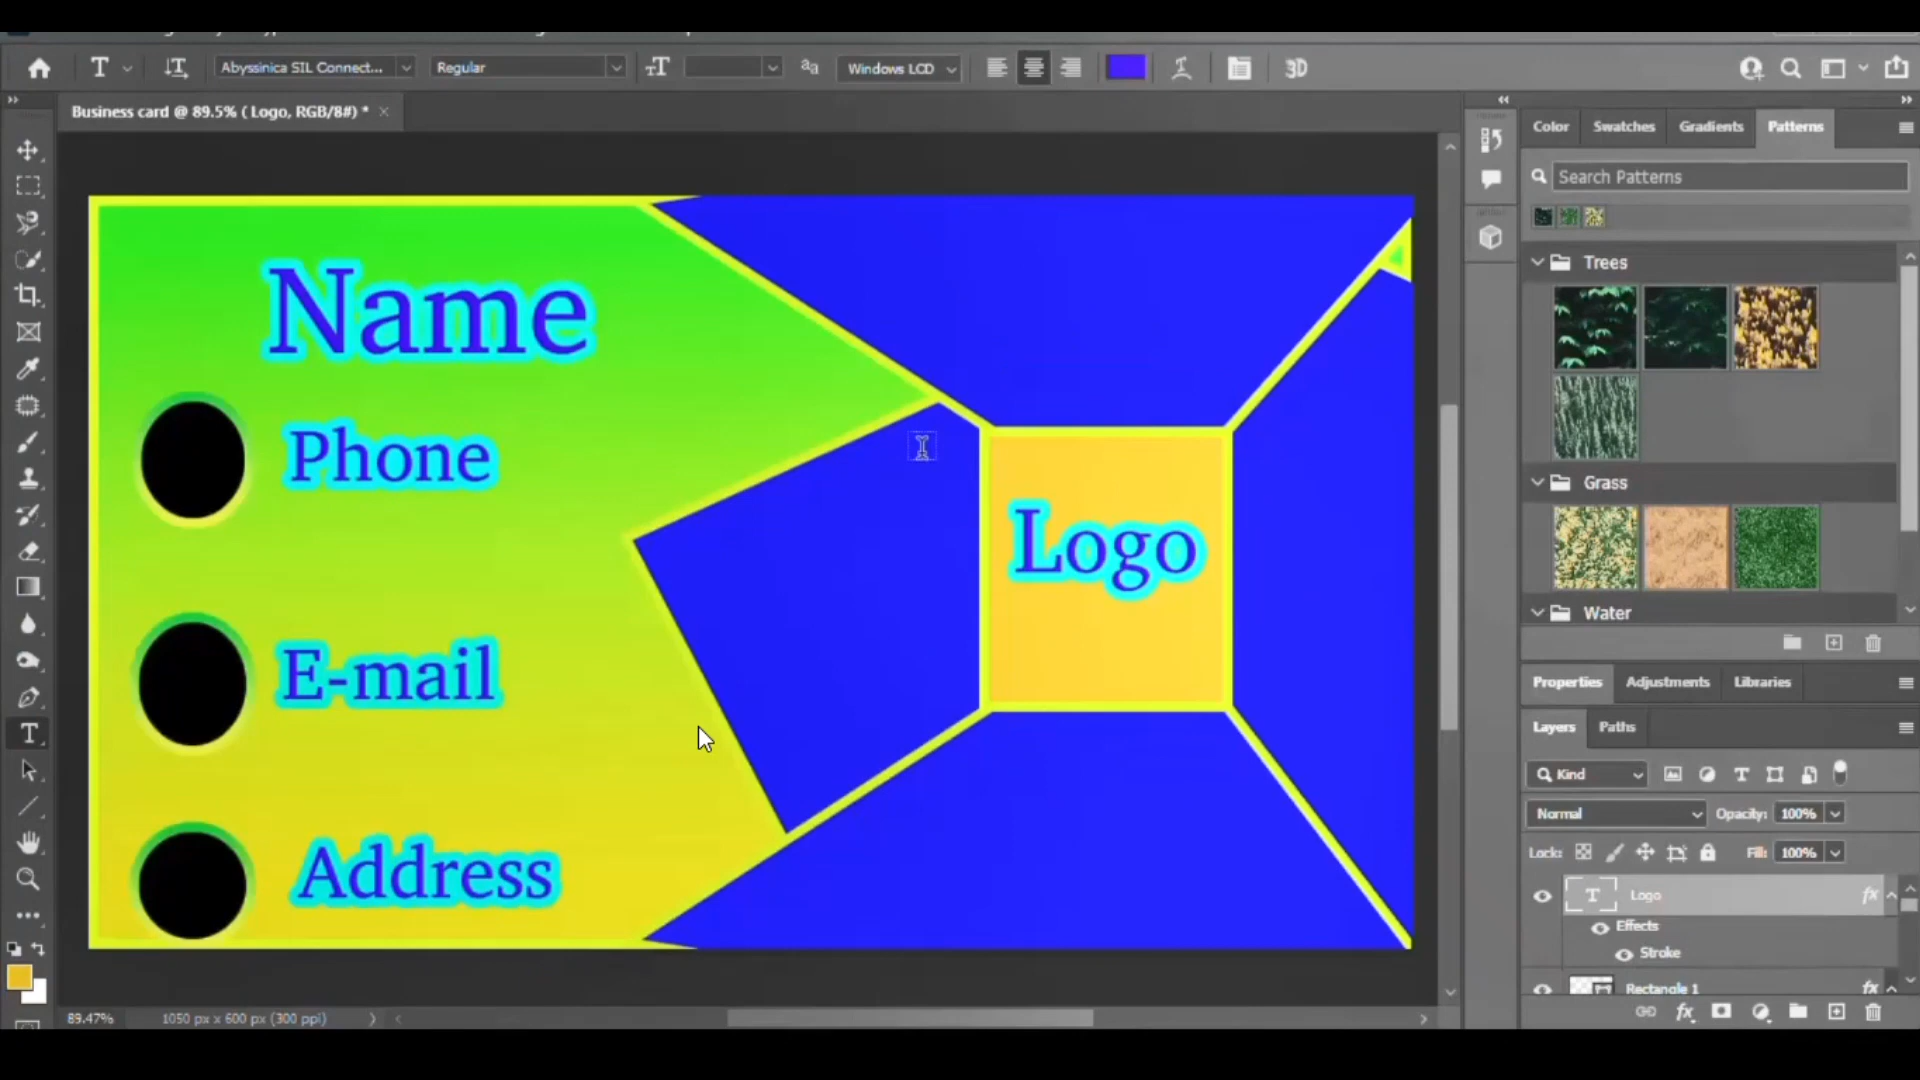 Abyssinica SIL Connect...
Regular
Windows LCD
3D
Business card @ 89.5% ( Logo, RGB/8#) *
Color
Swatches
Gradients
Patterns
Search Patterns
Trees
Grass
Water
Name
Phone
E-mail
Address
Logo
Properties
Adjustments
Libraries
Layers
Paths
Kind
Normal
Opacity: 100%
Lock:
Fill: 100%
Logo
fx
Effects
Stroke
Rectangle 1
fx
89.47%
1050 px x 600 px (300 ppi)